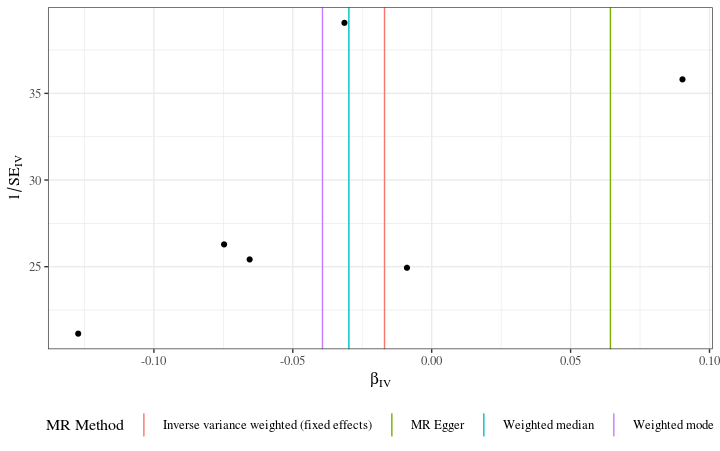 35
30
25
1/SE_IV
-0.10 -0.05 0.00 0.05 0.10
β_IV
MR Method Inverse variance weighted (fixed effects) MR Egger Weighted median Weighted mode